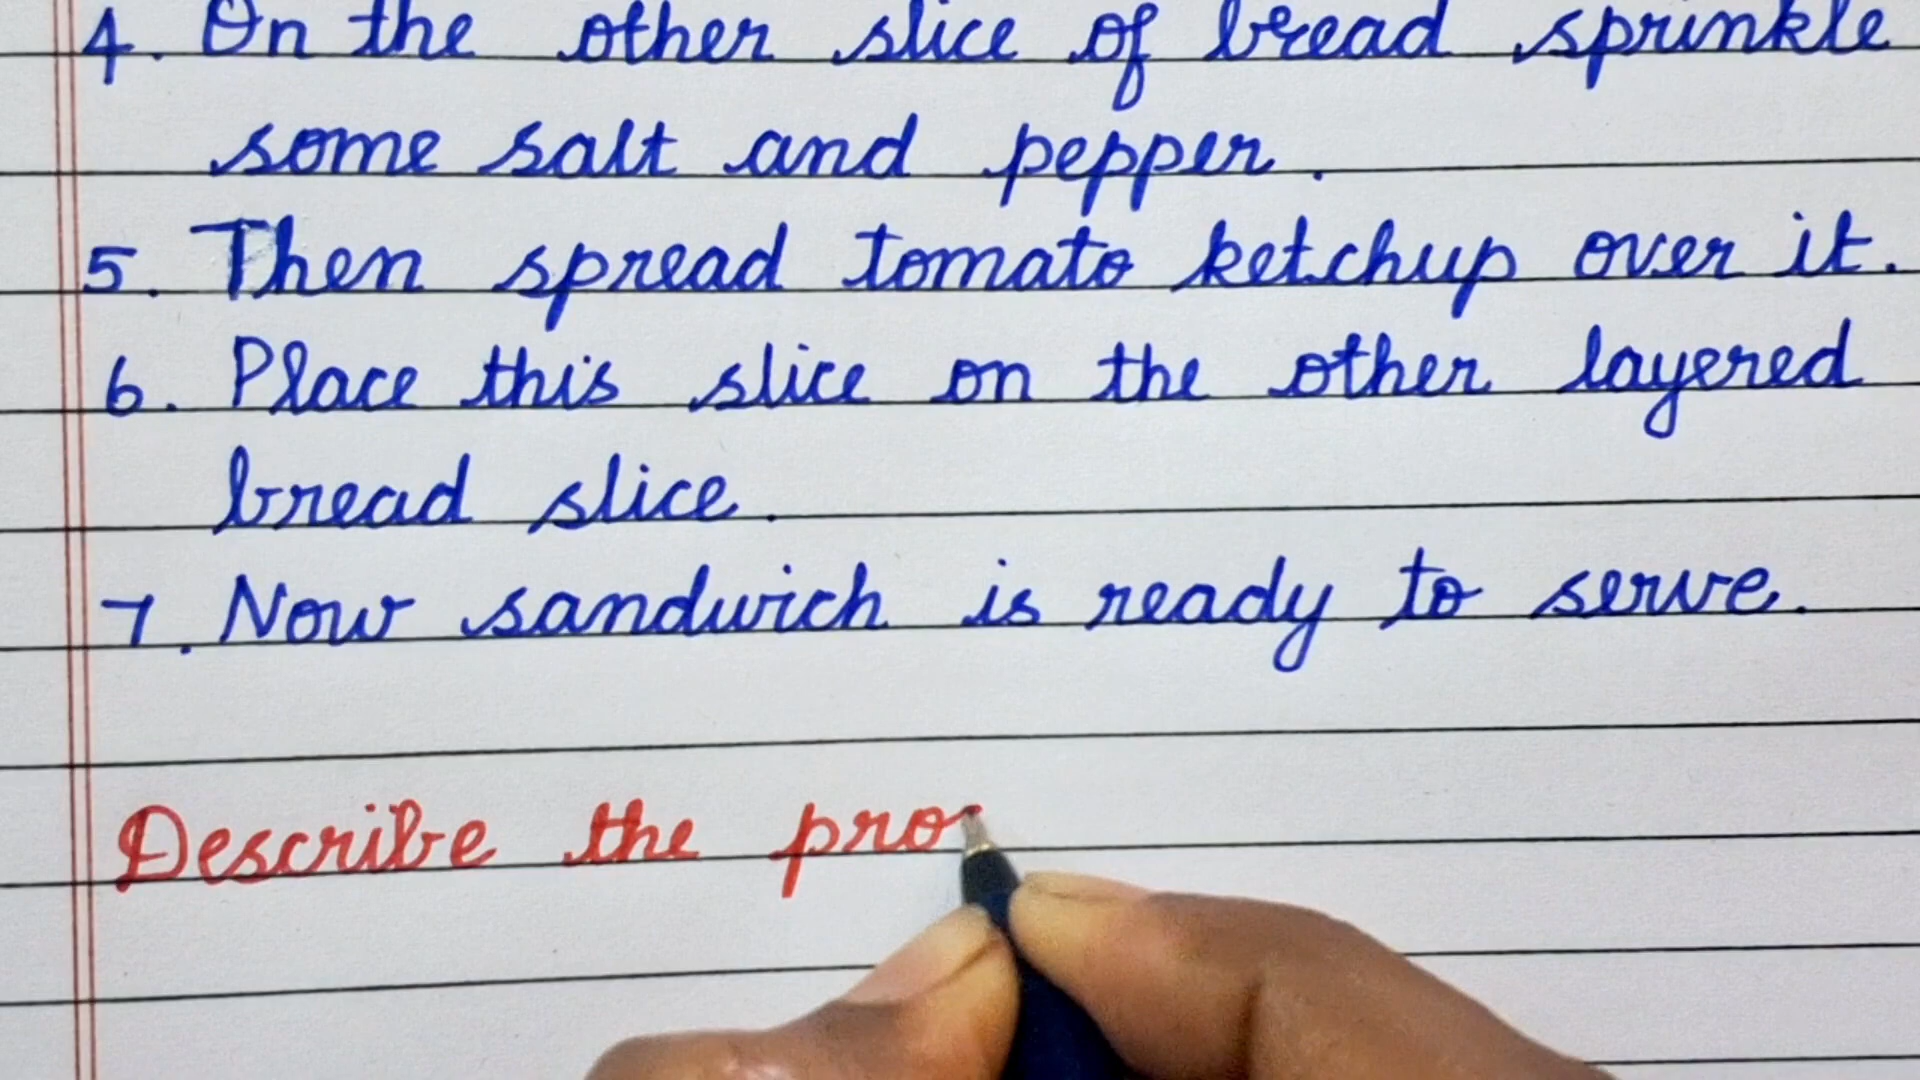 4. On the other slice of bread sprinkle
some salt and pepper.
5. Then spread tomato ketchup over it.
6. Place this slice on the other layered
bread slice.
7. Now sandwich is ready to serve.
Describe the pro